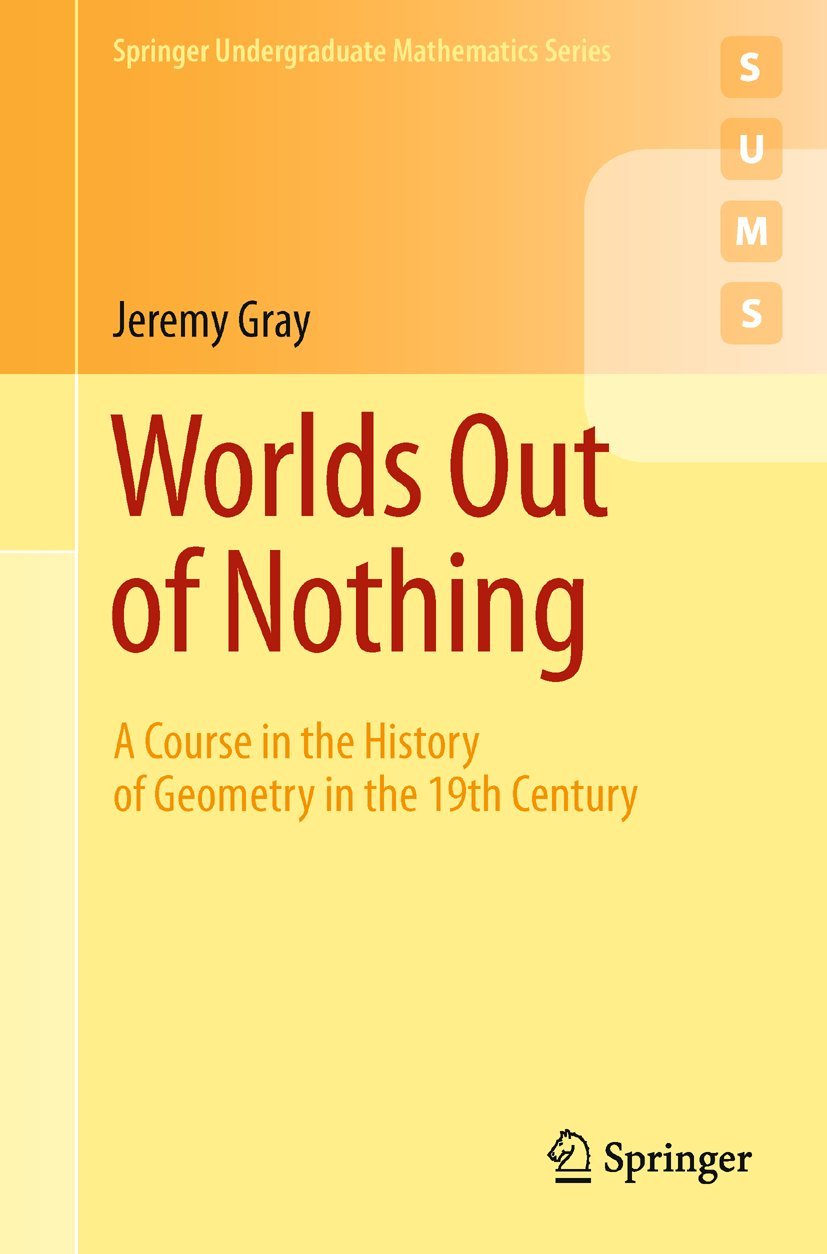 Springer Undergraduate Mathematics Series
S
U
M
S
Jeremy Gray
Worlds Out
of Nothing
A Course in the History
of Geometry in the 19th Century
Springer